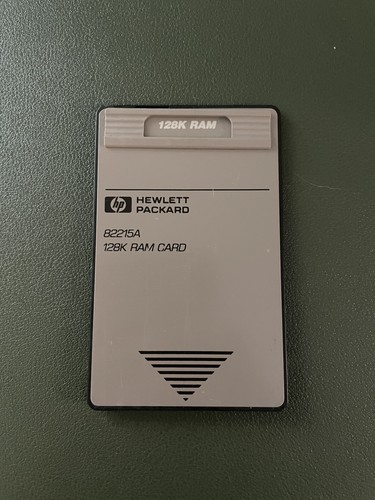 128K RAM
hp HEWLETT
PACKARD
82215A
128K RAM CARD